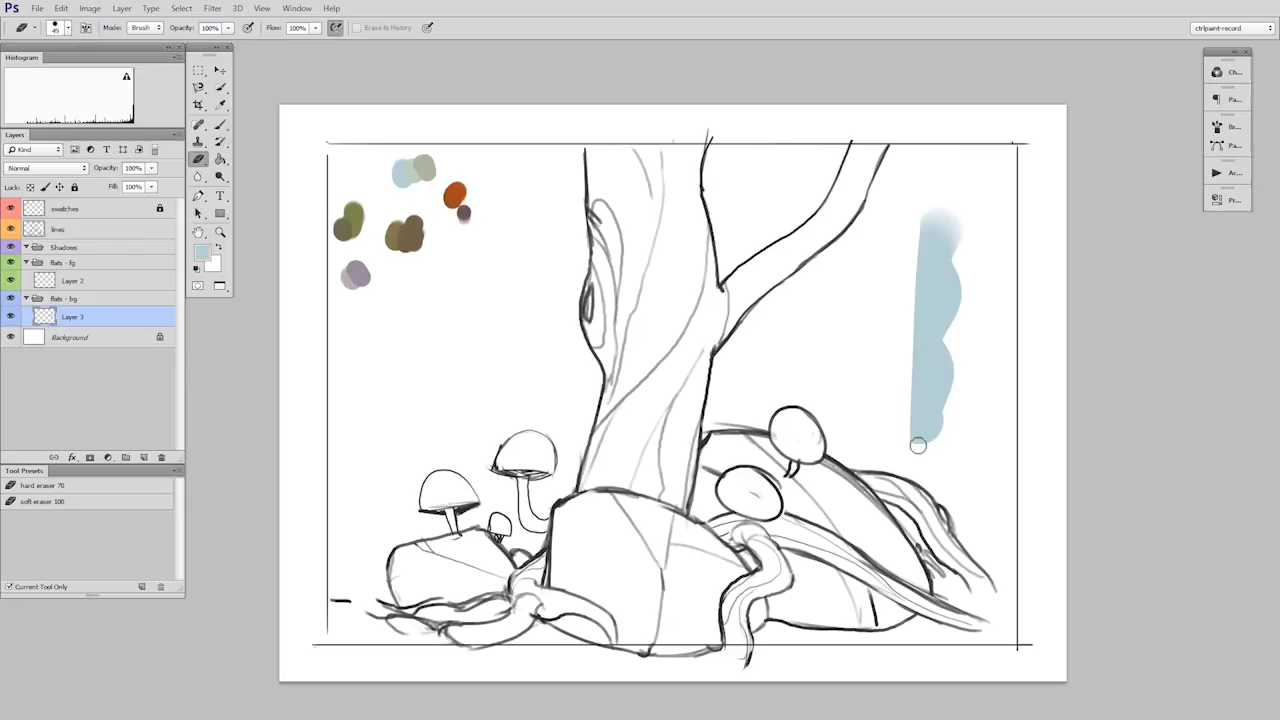 Ps File Edit Image Layer Type Select Filter 3D View Window Help
49 Mode: Brush Opacity: 100% Flow: 100% Erase to History ctrlpaint-record
Histogram
Layers
Kind
Normal Opacity: 100%
Lock: Fill: 100%
swatches
lines
Shadows
flats - fg
Layer 2
flats - bg
Layer 3
Background
fx
Tool Presets
hard eraser 70
soft eraser 100
Current Tool Only
Ch...
Pa...
Br...
Pa...
Ac...
Pr...